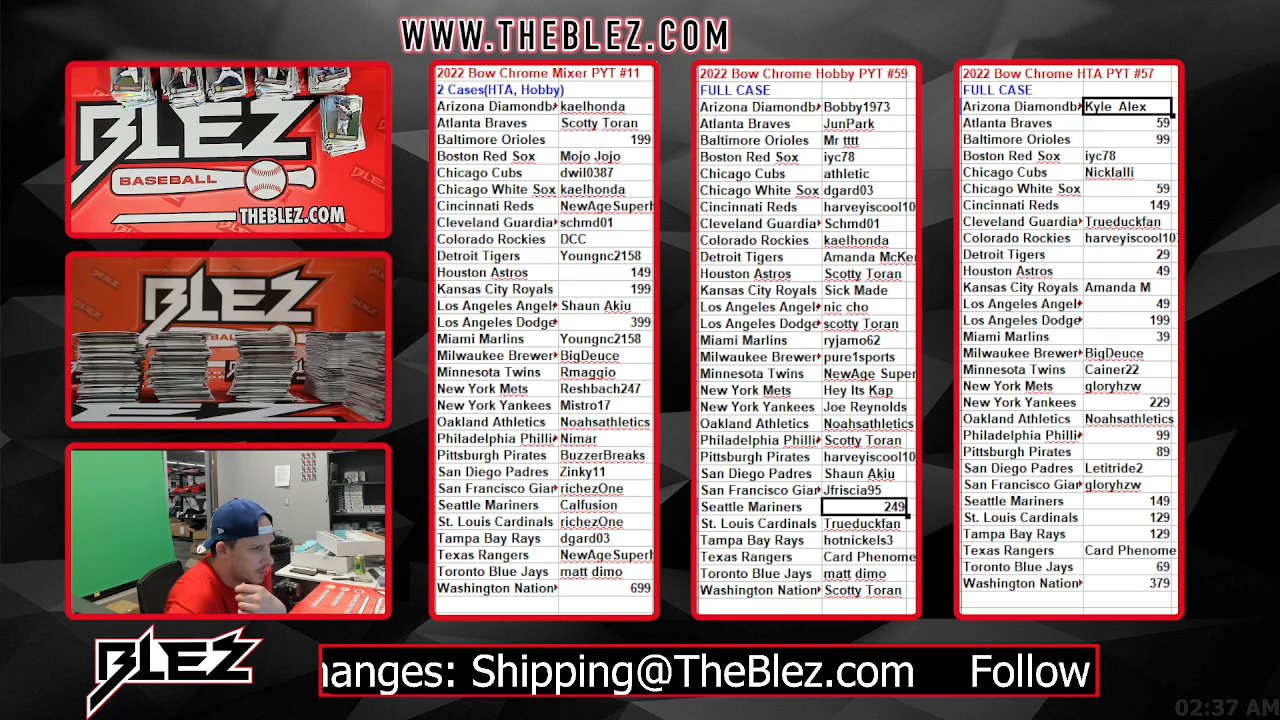 WWW.THEBLEZ.COM
BLEZ
BASEBALL
THEBLEZ.COM
BLEZ
2022 Bow Chrome Mixer PYT #11
2 Cases(HTA, Hobby)
Arizona Diamondb kaelhonda
Atlanta Braves Scotty Toran
Baltimore Orioles 199
Boston Red Sox Mojo Jojo
Chicago Cubs dwil0387
Chicago White Sox kaelhonda
Cincinnati Reds NewAgeSuperh
Cleveland Guardia schmd01
Colorado Rockies DCC
Detroit Tigers Youngnc2158
Houston Astros 149
Kansas City Royals 199
Los Angeles Angel Shaun Akiu
Los Angeles Dodge 399
Miami Marlins Youngnc2158
Milwaukee Brewer BigDeuce
Minnesota Twins Rmaggio
New York Mets Reshbach247
New York Yankees Mistro17
Oakland Athletics Noahsathletics
Philadelphia Philli Nimar
Pittsburgh Pirates BuzzerBreaks
San Diego Padres Zinky11
San Francisco Giar richezOne
Seattle Mariners Calfusion
St. Louis Cardinals richezOne
Tampa Bay Rays dgard03
Texas Rangers NewAgeSuperh
Toronto Blue Jays matt dimo
Washington Nation 699
2022 Bow Chrome Hobby PYT #59
FULL CASE
Arizona Diamondb Bobby1973
Atlanta Braves JunPark
Baltimore Orioles Mr tttt
Boston Red Sox iyc78
Chicago Cubs athletic
Chicago White Sox dgard03
Cincinnati Reds harveyiscool10
Cleveland Guardia Schmd01
Colorado Rockies kaelhonda
Detroit Tigers Amanda McKer
Houston Astros Scotty Toran
Kansas City Royals Sick Made
Los Angeles Angel nic cho
Los Angeles Dodge scotty Toran
Miami Marlins ryjamo62
Milwaukee Brewer pure1sports
Minnesota Twins NewAge Super
New York Mets Hey Its Kap
New York Yankees Joe Reynolds
Oakland Athletics Noahsathletics
Philadelphia Philli Scotty Toran
Pittsburgh Pirates harveyiscool10
San Diego Padres Shaun Akiu
San Francisco Giar Jfriscia95
Seattle Mariners 249
St. Louis Cardinals Trueduckfan
Tampa Bay Rays hotnickels3
Texas Rangers Card Phenome
Toronto Blue Jays matt dimo
Washington Nation Scotty Toran
2022 Bow Chrome HTA PYT #57
FULL CASE
Arizona Diamondb Kyle Alex
Atlanta Braves 59
Baltimore Orioles 99
Boston Red Sox iyc78
Chicago Cubs Nicklalli
Chicago White Sox 59
Cincinnati Reds 149
Cleveland Guardia Trueduckfan
Colorado Rockies harveyiscool10
Detroit Tigers 29
Houston Astros 49
Kansas City Royals Amanda M
Los Angeles Angel 49
Los Angeles Dodge 199
Miami Marlins 39
Milwaukee Brewer BigDeuce
Minnesota Twins Cainer22
New York Mets gloryhzw
New York Yankees 229
Oakland Athletics Noahsathletics
Philadelphia Philli 99
Pittsburgh Pirates 89
San Diego Padres Letitride2
San Francisco Giar gloryhzw
Seattle Mariners 149
St. Louis Cardinals 129
Tampa Bay Rays 129
Texas Rangers Card Phenome
Toronto Blue Jays 69
Washington Nation 379
BLEZ
hanges: Shipping@TheBlez.com Follow
02:37 AM